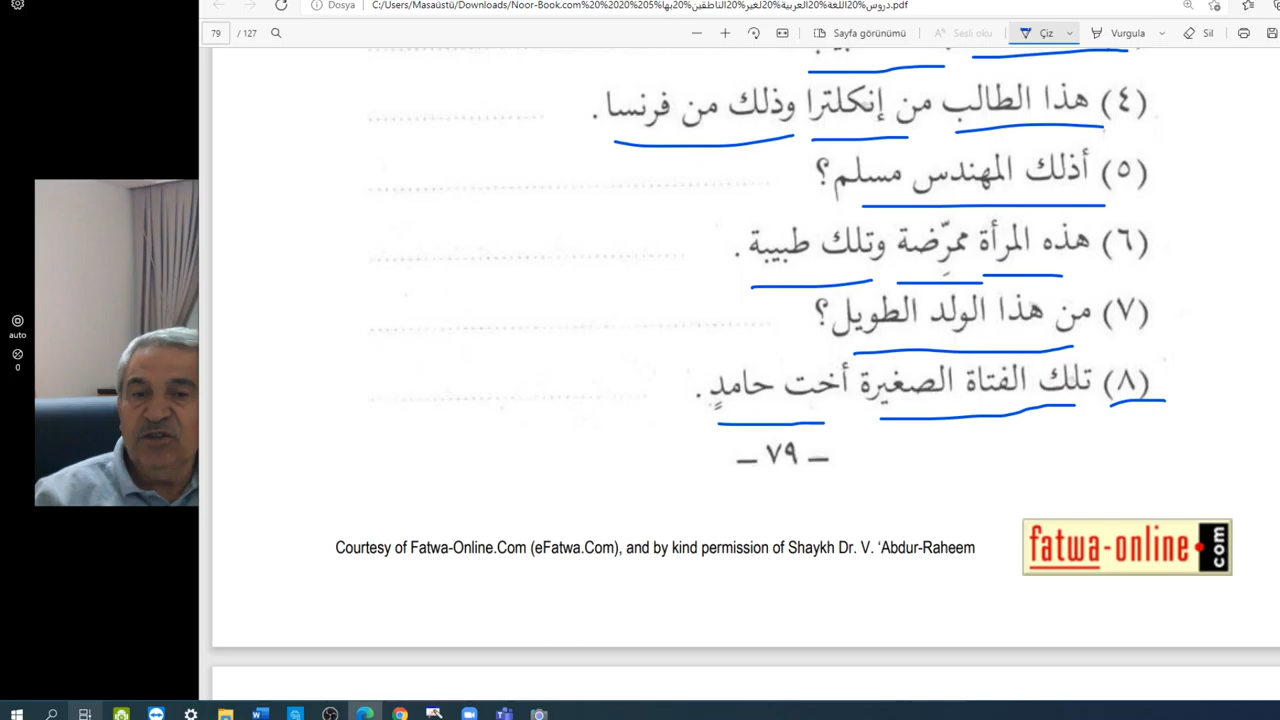 Dosya
C:/Users/Masaüstü/Downloads/Noor-Book.com%20%2020%205%دروس%20اللغة%20العربية%20لغير%20الناطقين%20بها.pdf
79 / 127
Sayfa görünümü
Sesli oku
Çiz
Vurgula
Sil
(٤) هذا الطالب من إنكلترا وذلك من فرنسا .
(٥) أذلك المهندس مسلم؟
(٦) هذه المرأة ممرِّضة وتلك طبيبة .
(٧) من هذا الولد الطويل؟
(٨) تلك الفتاة الصغيرة أخت حامدٍ .
– ٧٩ –
Courtesy of Fatwa-Online.Com (eFatwa.Com), and by kind permission of Shaykh Dr. V. ‘Abdur-Raheem
fatwa-online.com
auto
0